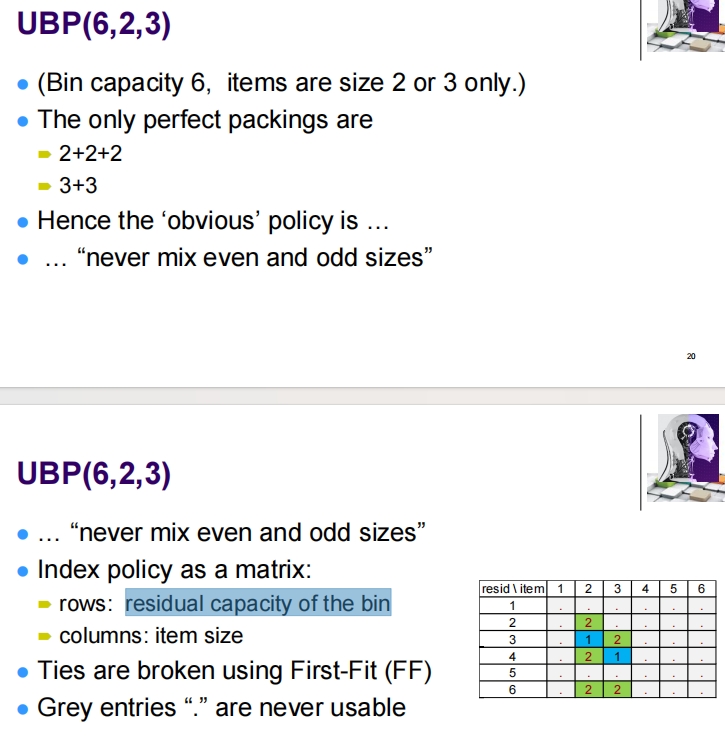 UBP(6,2,3)
(Bin capacity 6, items are size 2 or 3 only.)
The only perfect packings are
2+2+2
3+3
Hence the ‘obvious’ policy is …
… “never mix even and odd sizes”
20
UBP(6,2,3)
… “never mix even and odd sizes”
Index policy as a matrix:
rows: residual capacity of the bin
columns: item size
Ties are broken using First-Fit (FF)
Grey entries “.” are never usable
resid \ item 1 2 3 4 5 6
1 . . . . . .
2 . 2 . . . .
3 . 1 2 . . .
4 . 2 1 . . .
5 . . . . . .
6 . 2 2 . . .